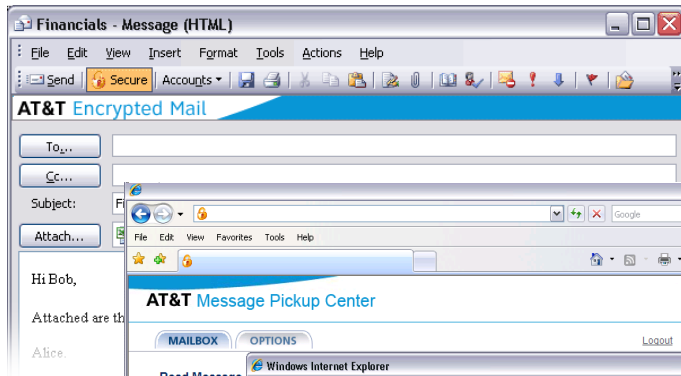 Financials - Message (HTML)
File Edit View Insert Format Tools Actions Help
Send Secure Accounts
AT&T Encrypted Mail
To...
Cc...
Subject:
Attach...
Google
File Edit View Favorites Tools Help
Hi Bob,
AT&T Message Pickup Center
Attached are
MAILBOX OPTIONS Logout
Alice.
Windows Internet Explorer
Read Message